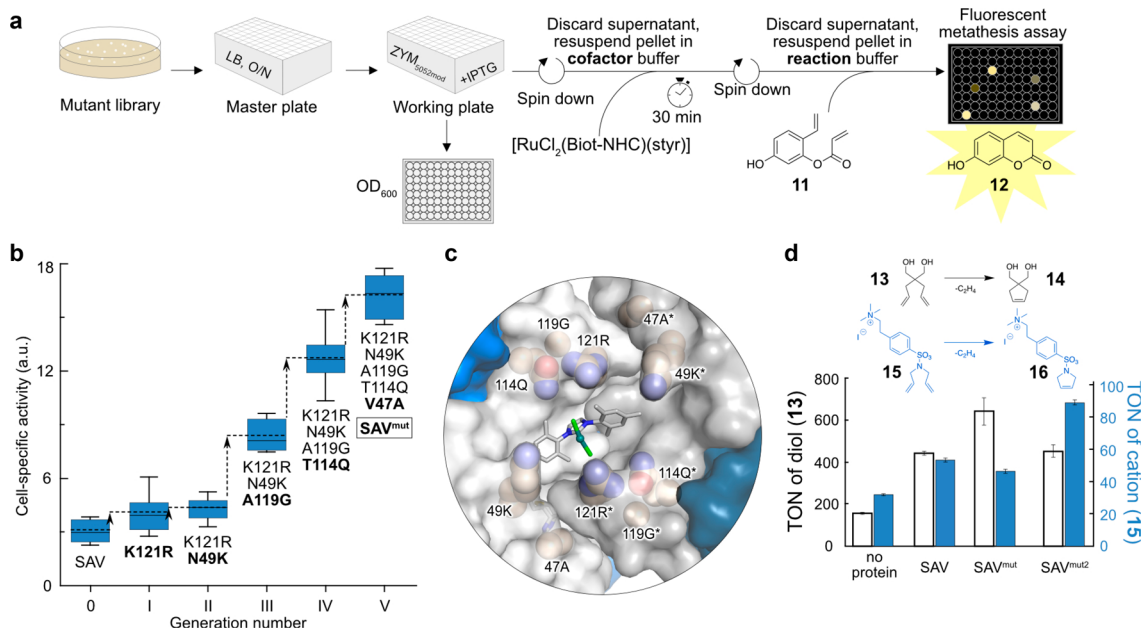 a
Mutant library
LB, O/N
Master plate
ZYM5052mod
+IPTG
Working plate
OD600
Discard supernatant,
resuspend pellet in
cofactor buffer
Spin down
30 min
[RuCl2(Biot-NHC)(styr)]
Discard supernatant,
resuspend pellet in
reaction buffer
Spin down
HO
O
O
11
Fluorescent
metathesis assay
HO
O
O
12
b
Cell-specific activity (a.u.)
18
12
6
0
SAV
K121R
K121R
N49K
K121R
N49K
A119G
K121R
N49K
A119G
T114Q
K121R
N49K
A119G
T114Q
V47A
SAVmut
0
I
II
III
IV
V
Generation number
c
119G
121R
47A*
114Q
49K*
49K
121R*
114Q*
119G*
47A
d
OH OH
13
-C2H4
OH OH
14
N
+
I-
SO3
N
15
-C2H4
N
+
I-
SO3
N
16
TON of diol (13)
800
600
400
200
0
TON of cation (15)
100
80
60
40
20
0
no
protein
SAV
SAVmut
SAVmut2